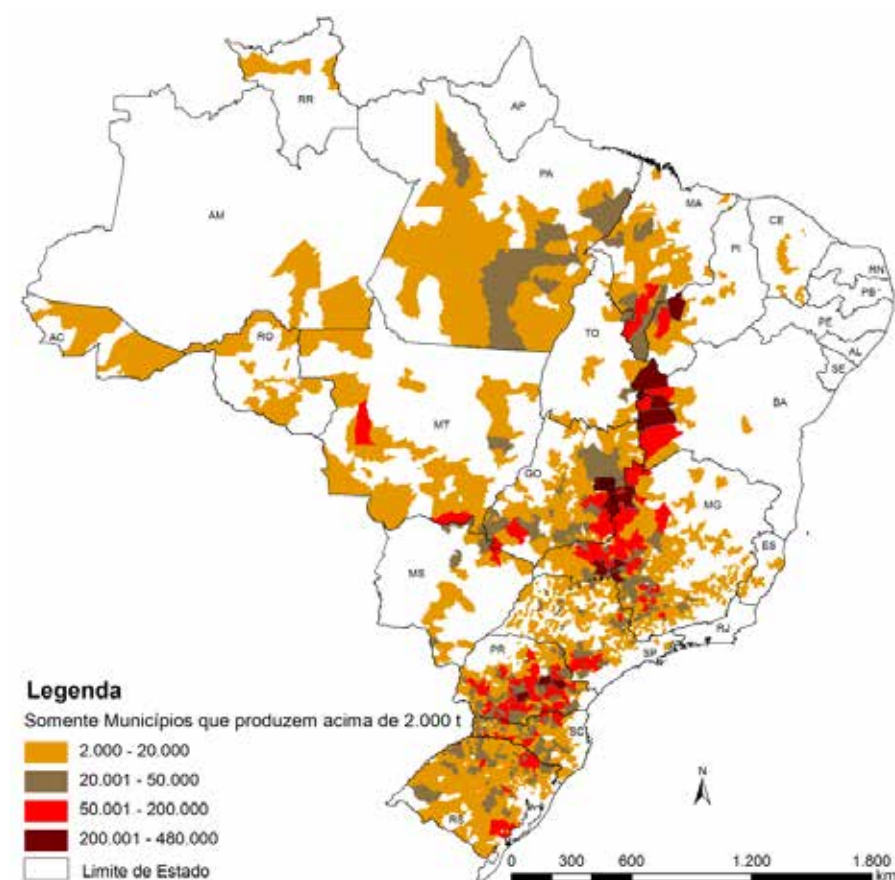 RR
AP
AM
PA
MA
CE
RN
PI
PB
PE
AC
RO
TO
AL
SE
BA
MT
GO
MG
ES
MS
RJ
SP
PR
SC
RS
Legenda
Somente Municípios que produzem acima de 2.000 t
2.000 - 20.000
20.001 - 50.000
50.001 - 200.000
200.001 - 480.000
Limite de Estado
N
0 300 600 1.200 1.800
km